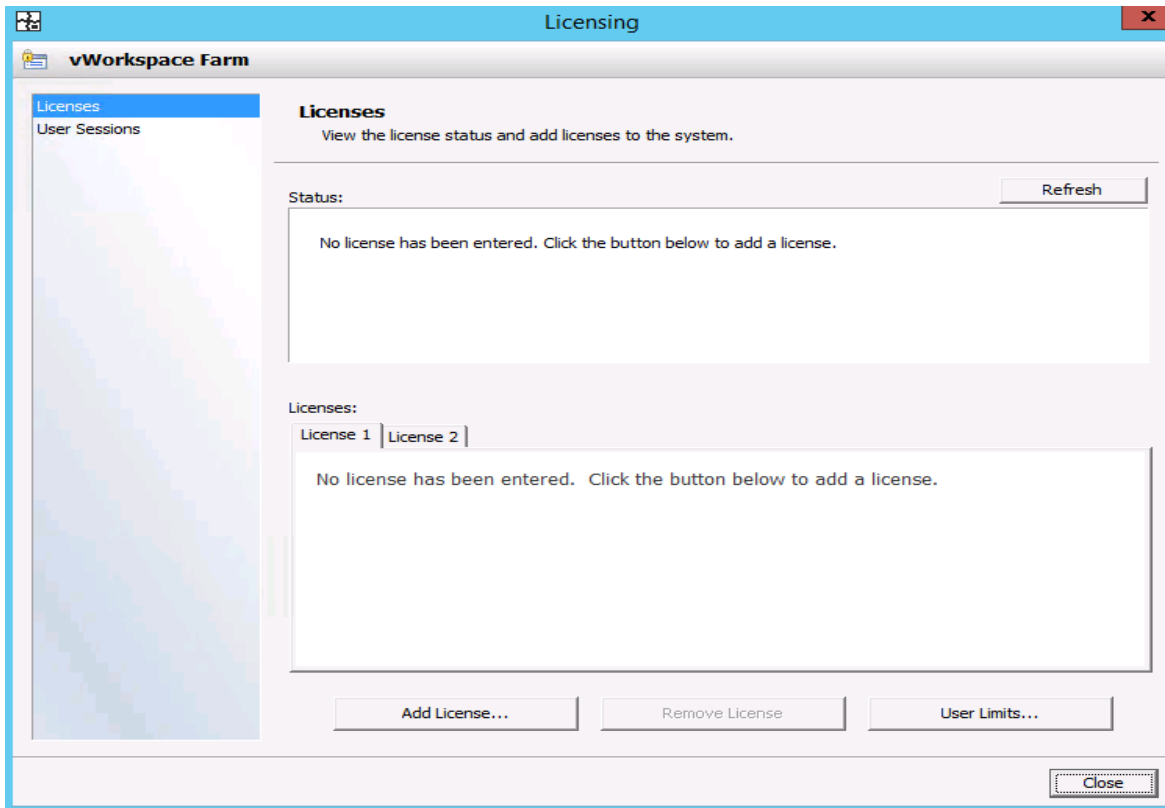 Licensing
x
vWorkspace Farm
Licenses
User Sessions
Licenses
View the license status and add licenses to the system.
Refresh
Status:
No license has been entered. Click the button below to add a license.
Licenses:
License 1
License 2
No license has been entered. Click the button below to add a license.
Add License...
Remove License
User Limits...
Close